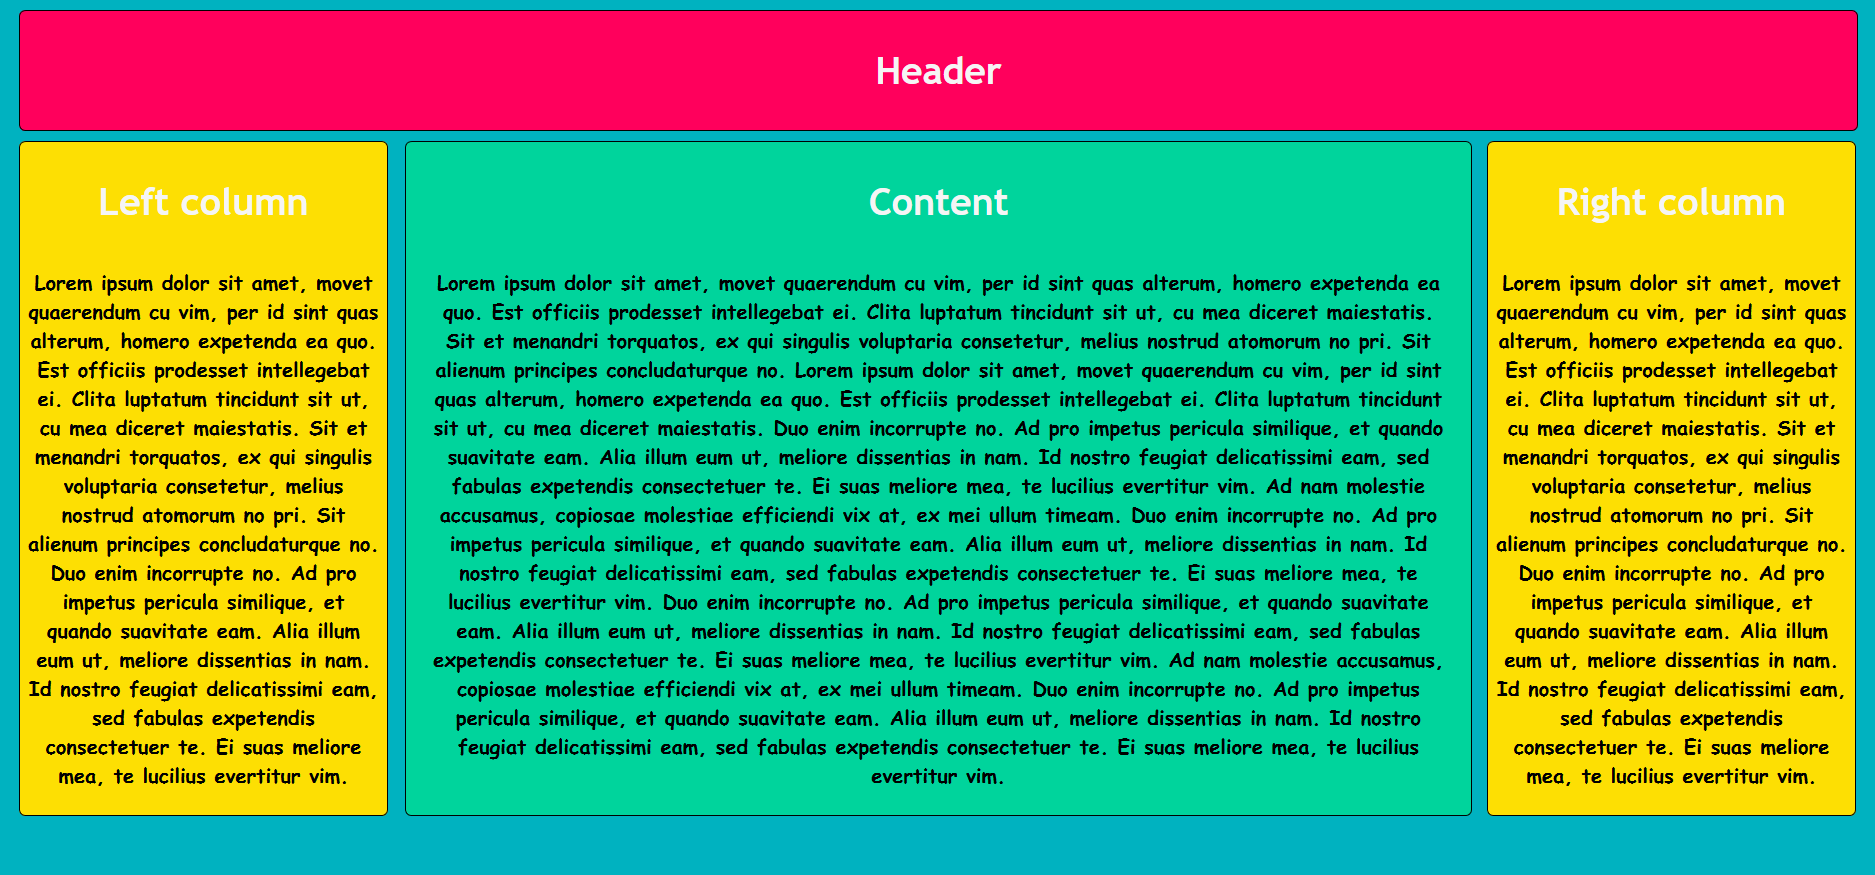 Header
Left column
Lorem ipsum dolor sit amet, movet
quaerendum cu vim, per id sint quas
alterum, homero expetenda ea quo.
Est officiis prodesset intellegebat
ei. Clita luptatum tincidunt sit ut,
cu mea diceret maiestatis. Sit et
menandri torquatos, ex qui singulis
voluptaria consetetur, melius
nostrud atomorum no pri. Sit
alienum principes concludaturque no.
Duo enim incorrupte no. Ad pro
impetus pericula similique, et
quando suavitate eam. Alia illum
eum ut, meliore dissentias in nam.
Id nostro feugiat delicatissimi eam,
sed fabulas expetendis
consectetuer te. Ei suas meliore
mea, te lucilius evertitur vim.
Content
Lorem ipsum dolor sit amet, movet quaerendum cu vim, per id sint quas alterum, homero expetenda ea
quo. Est officiis prodesset intellegebat ei. Clita luptatum tincidunt sit ut, cu mea diceret maiestatis.
Sit et menandri torquatos, ex qui singulis voluptaria consetetur, melius nostrud atomorum no pri. Sit
alienum principes concludaturque no. Lorem ipsum dolor sit amet, movet quaerendum cu vim, per id sint
quas alterum, homero expetenda ea quo. Est officiis prodesset intellegebat ei. Clita luptatum tincidunt
sit ut, cu mea diceret maiestatis. Duo enim incorrupte no. Ad pro impetus pericula similique, et quando
suavitate eam. Alia illum eum ut, meliore dissentias in nam. Id nostro feugiat delicatissimi eam, sed
fabulas expetendis consectetuer te. Ei suas meliore mea, te lucilius evertitur vim. Ad nam molestie
accusamus, copiosae molestiae efficiendi vix at, ex mei ullum timeam. Duo enim incorrupte no. Ad pro
impetus pericula similique, et quando suavitate eam. Alia illum eum ut, meliore dissentias in nam. Id
nostro feugiat delicatissimi eam, sed fabulas expetendis consectetuer te. Ei suas meliore mea, te
lucilius evertitur vim. Duo enim incorrupte no. Ad pro impetus pericula similique, et quando suavitate
eam. Alia illum eum ut, meliore dissentias in nam. Id nostro feugiat delicatissimi eam, sed fabulas
expetendis consectetuer te. Ei suas meliore mea, te lucilius evertitur vim. Ad nam molestie accusamus,
copiosae molestiae efficiendi vix at, ex mei ullum timeam. Duo enim incorrupte no. Ad pro impetus
pericula similique, et quando suavitate eam. Alia illum eum ut, meliore dissentias in nam. Id nostro
feugiat delicatissimi eam, sed fabulas expetendis consectetuer te. Ei suas meliore mea, te lucilius
evertitur vim.
Right column
Lorem ipsum dolor sit amet, movet
quaerendum cu vim, per id sint quas
alterum, homero expetenda ea quo.
Est officiis prodesset intellegebat
ei. Clita luptatum tincidunt sit ut,
cu mea diceret maiestatis. Sit et
menandri torquatos, ex qui singulis
voluptaria consetetur, melius
nostrud atomorum no pri. Sit
alienum principes concludaturque no.
Duo enim incorrupte no. Ad pro
impetus pericula similique, et
quando suavitate eam. Alia illum
eum ut, meliore dissentias in nam.
Id nostro feugiat delicatissimi eam,
sed fabulas expetendis
consectetuer te. Ei suas meliore
mea, te lucilius evertitur vim.